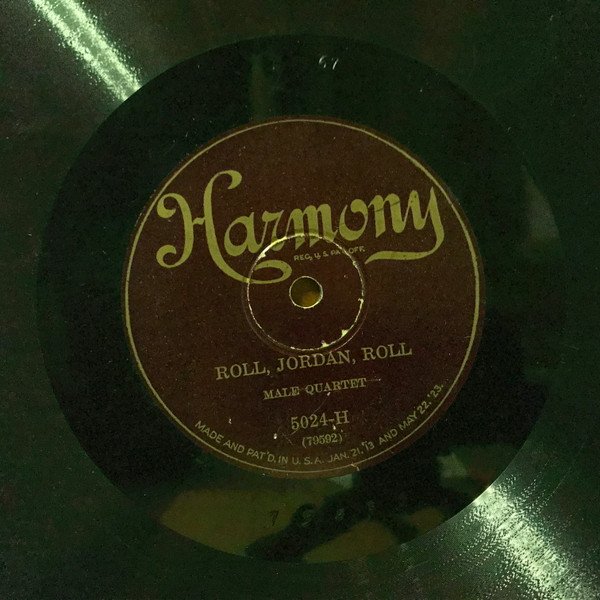 67
Harmony
REG, U. S. PAT. OFF.
ROLL, JORDAN, ROLL
MALE QUARTET
5024-H
(79592)
MADE AND PAT'D. IN U. S. A. JAN. 21, '13 AND MAY 22, '23.